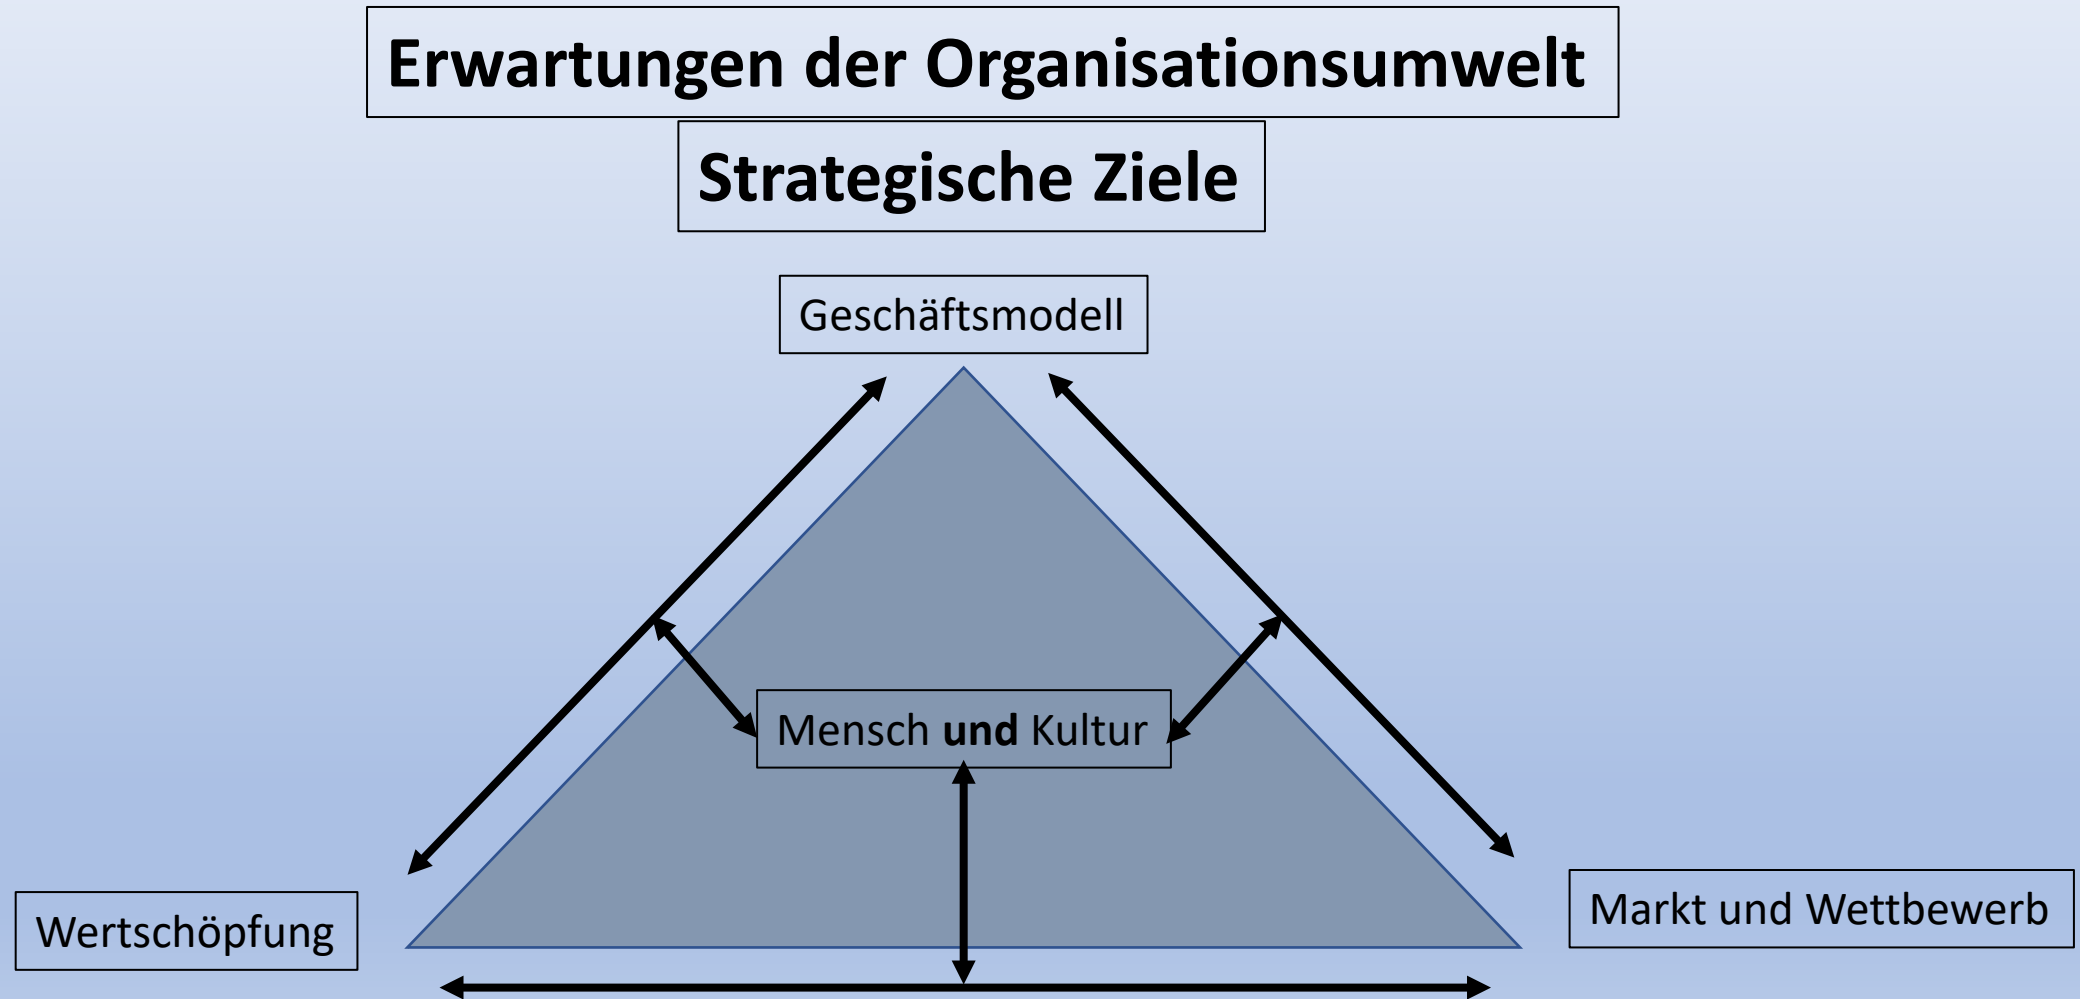 Erwartungen der Organisationsumwelt
Strategische Ziele
Geschäftsmodell
Mensch und Kultur
Wertschöpfung
Markt und Wettbewerb